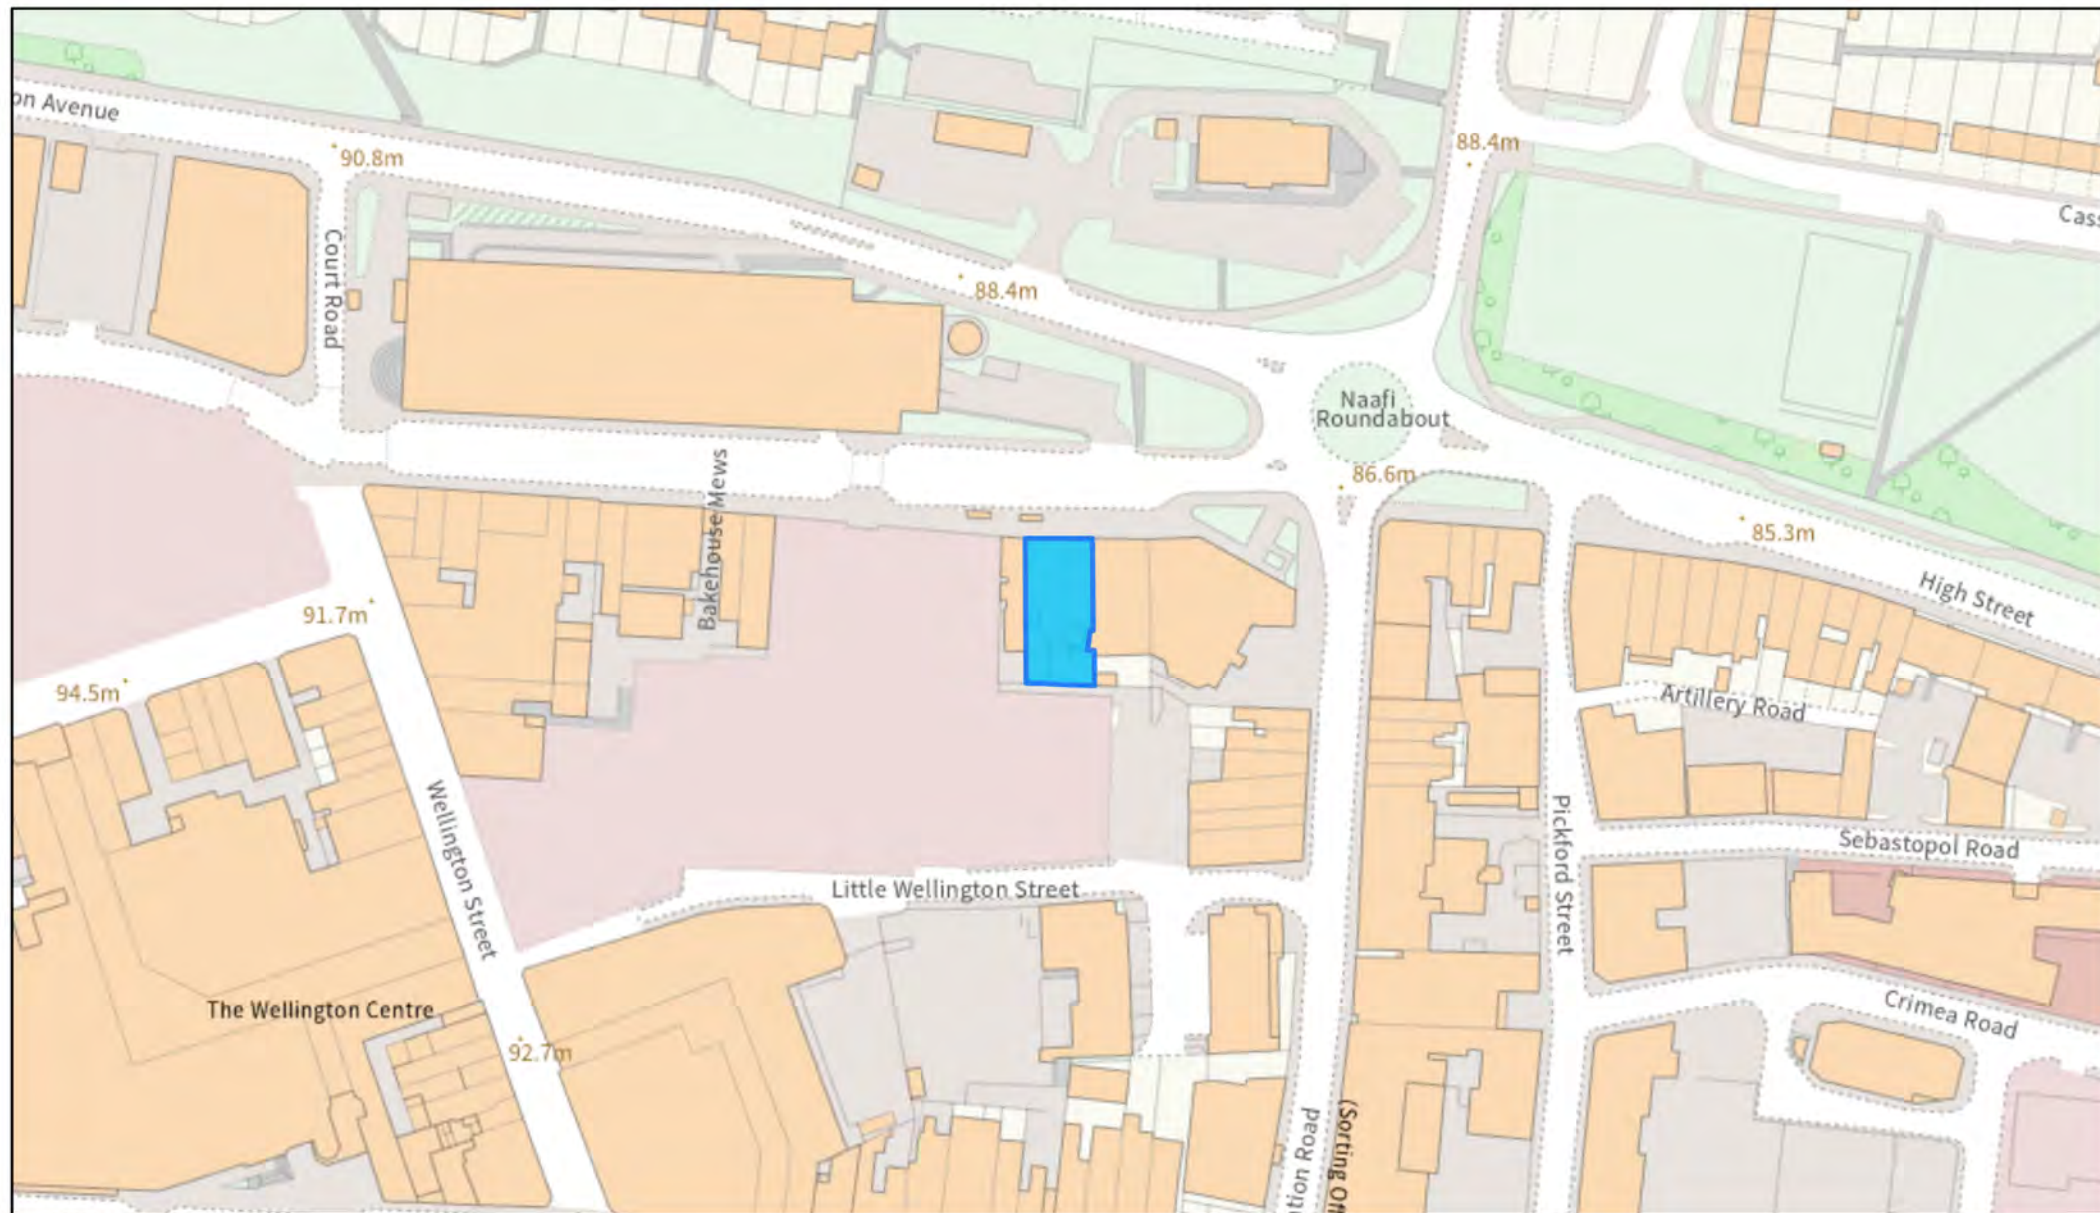 on Avenue
90.8m
88.4m
Court Road
88.4m
Cas
Naafi
Roundabout
86.6m
85.3m
High Street
Bakehouse Mews
91.7m
94.5m
Artillery Road
Wellington Street
Pickford Street
Sebastopol Road
Little Wellington Street
The Wellington Centre
92.7m
Crimea Road
tion Road
(Sorting Of